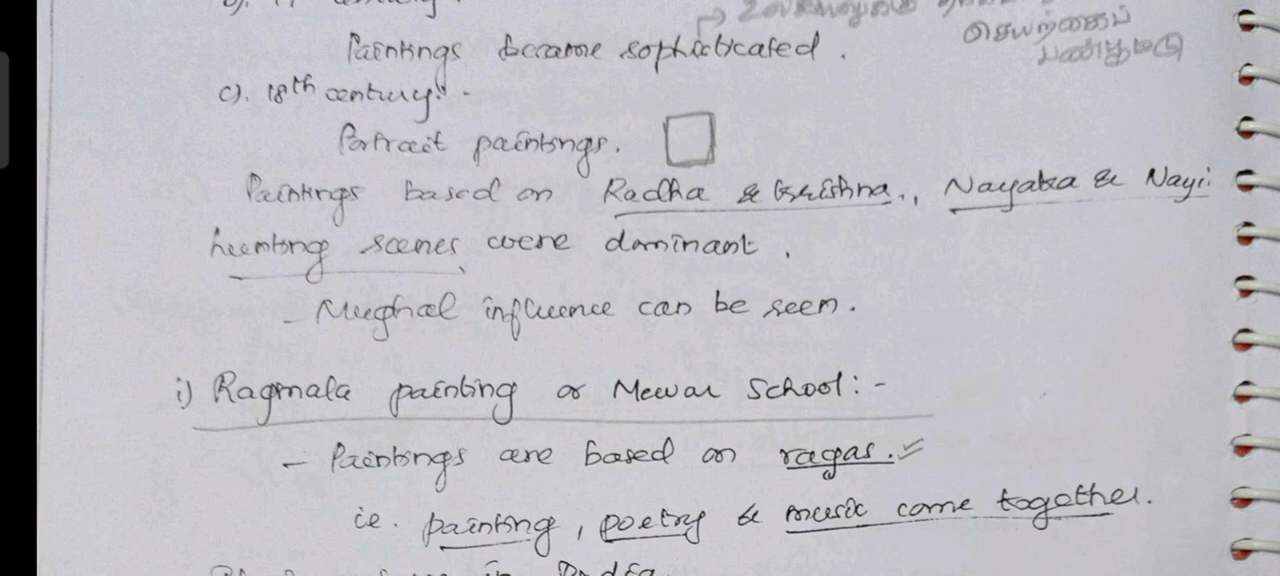 Paintings became sophisticated.
c). 18th century:-
Portrait paintings.
Paintings based on Radha & Krishna., Nayaka & Nayi
hunting scenes, were dominant.
- Mughal influence can be seen.
i) Ragmala painting or Mewar School:-
- Paintings are based on ragas.
ie. painting, poetry & music come together.